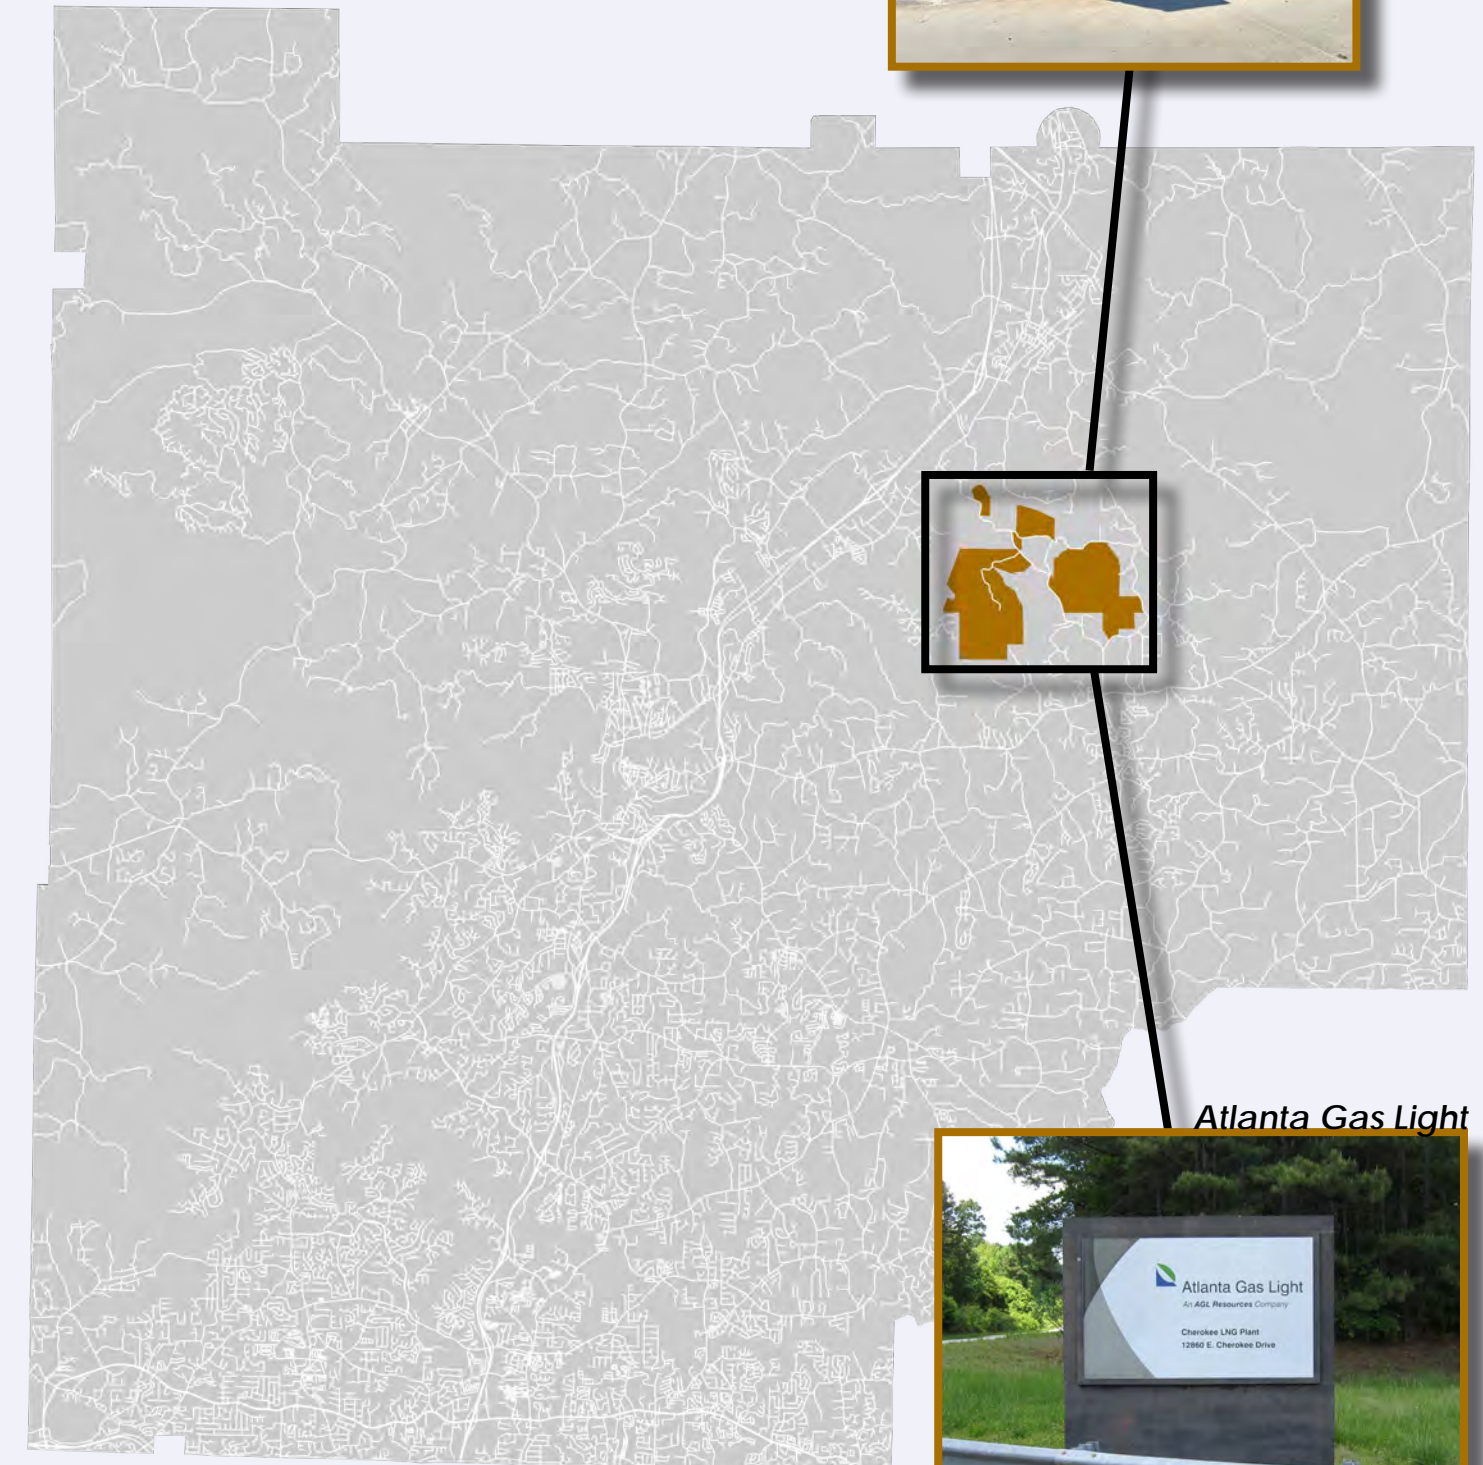 Atlanta Gas Light
Atlanta Gas Light
An AGL Resources Company
Cherokee LNG Plant
12860 E. Cherokee Drive